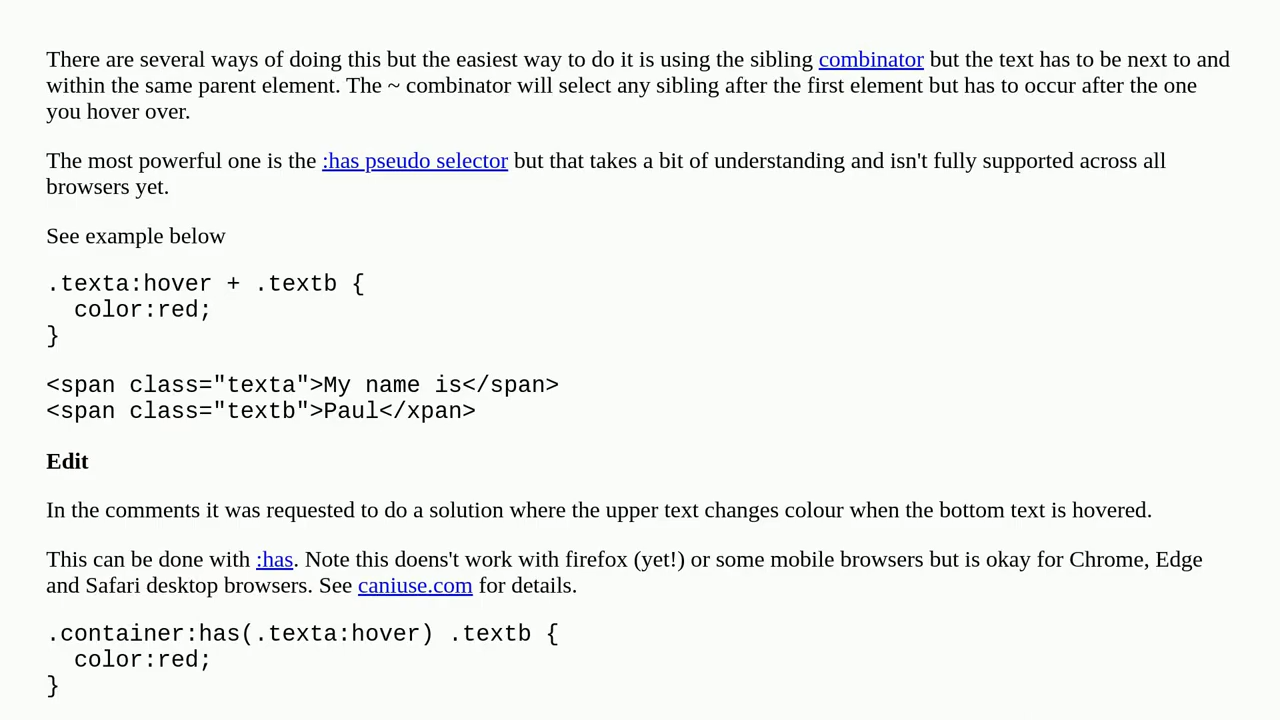 There are several ways of doing this but the easiest way to do it is using the sibling combinator but the text has to be next to and
within the same parent element. The ~ combinator will select any sibling after the first element but has to occur after the one
you hover over.
The most powerful one is the :has pseudo selector but that takes a bit of understanding and isn't fully supported across all
browsers yet.
See example below
.texta:hover + .textb {
  color:red;
}
<span class="texta">My name is</span>
<span class="textb">Paul</xpan>
Edit
In the comments it was requested to do a solution where the upper text changes colour when the bottom text is hovered.
This can be done with :has. Note this doens't work with firefox (yet!) or some mobile browsers but is okay for Chrome, Edge
and Safari desktop browsers. See caniuse.com for details.
.container:has(.texta:hover) .textb {
  color:red;
}